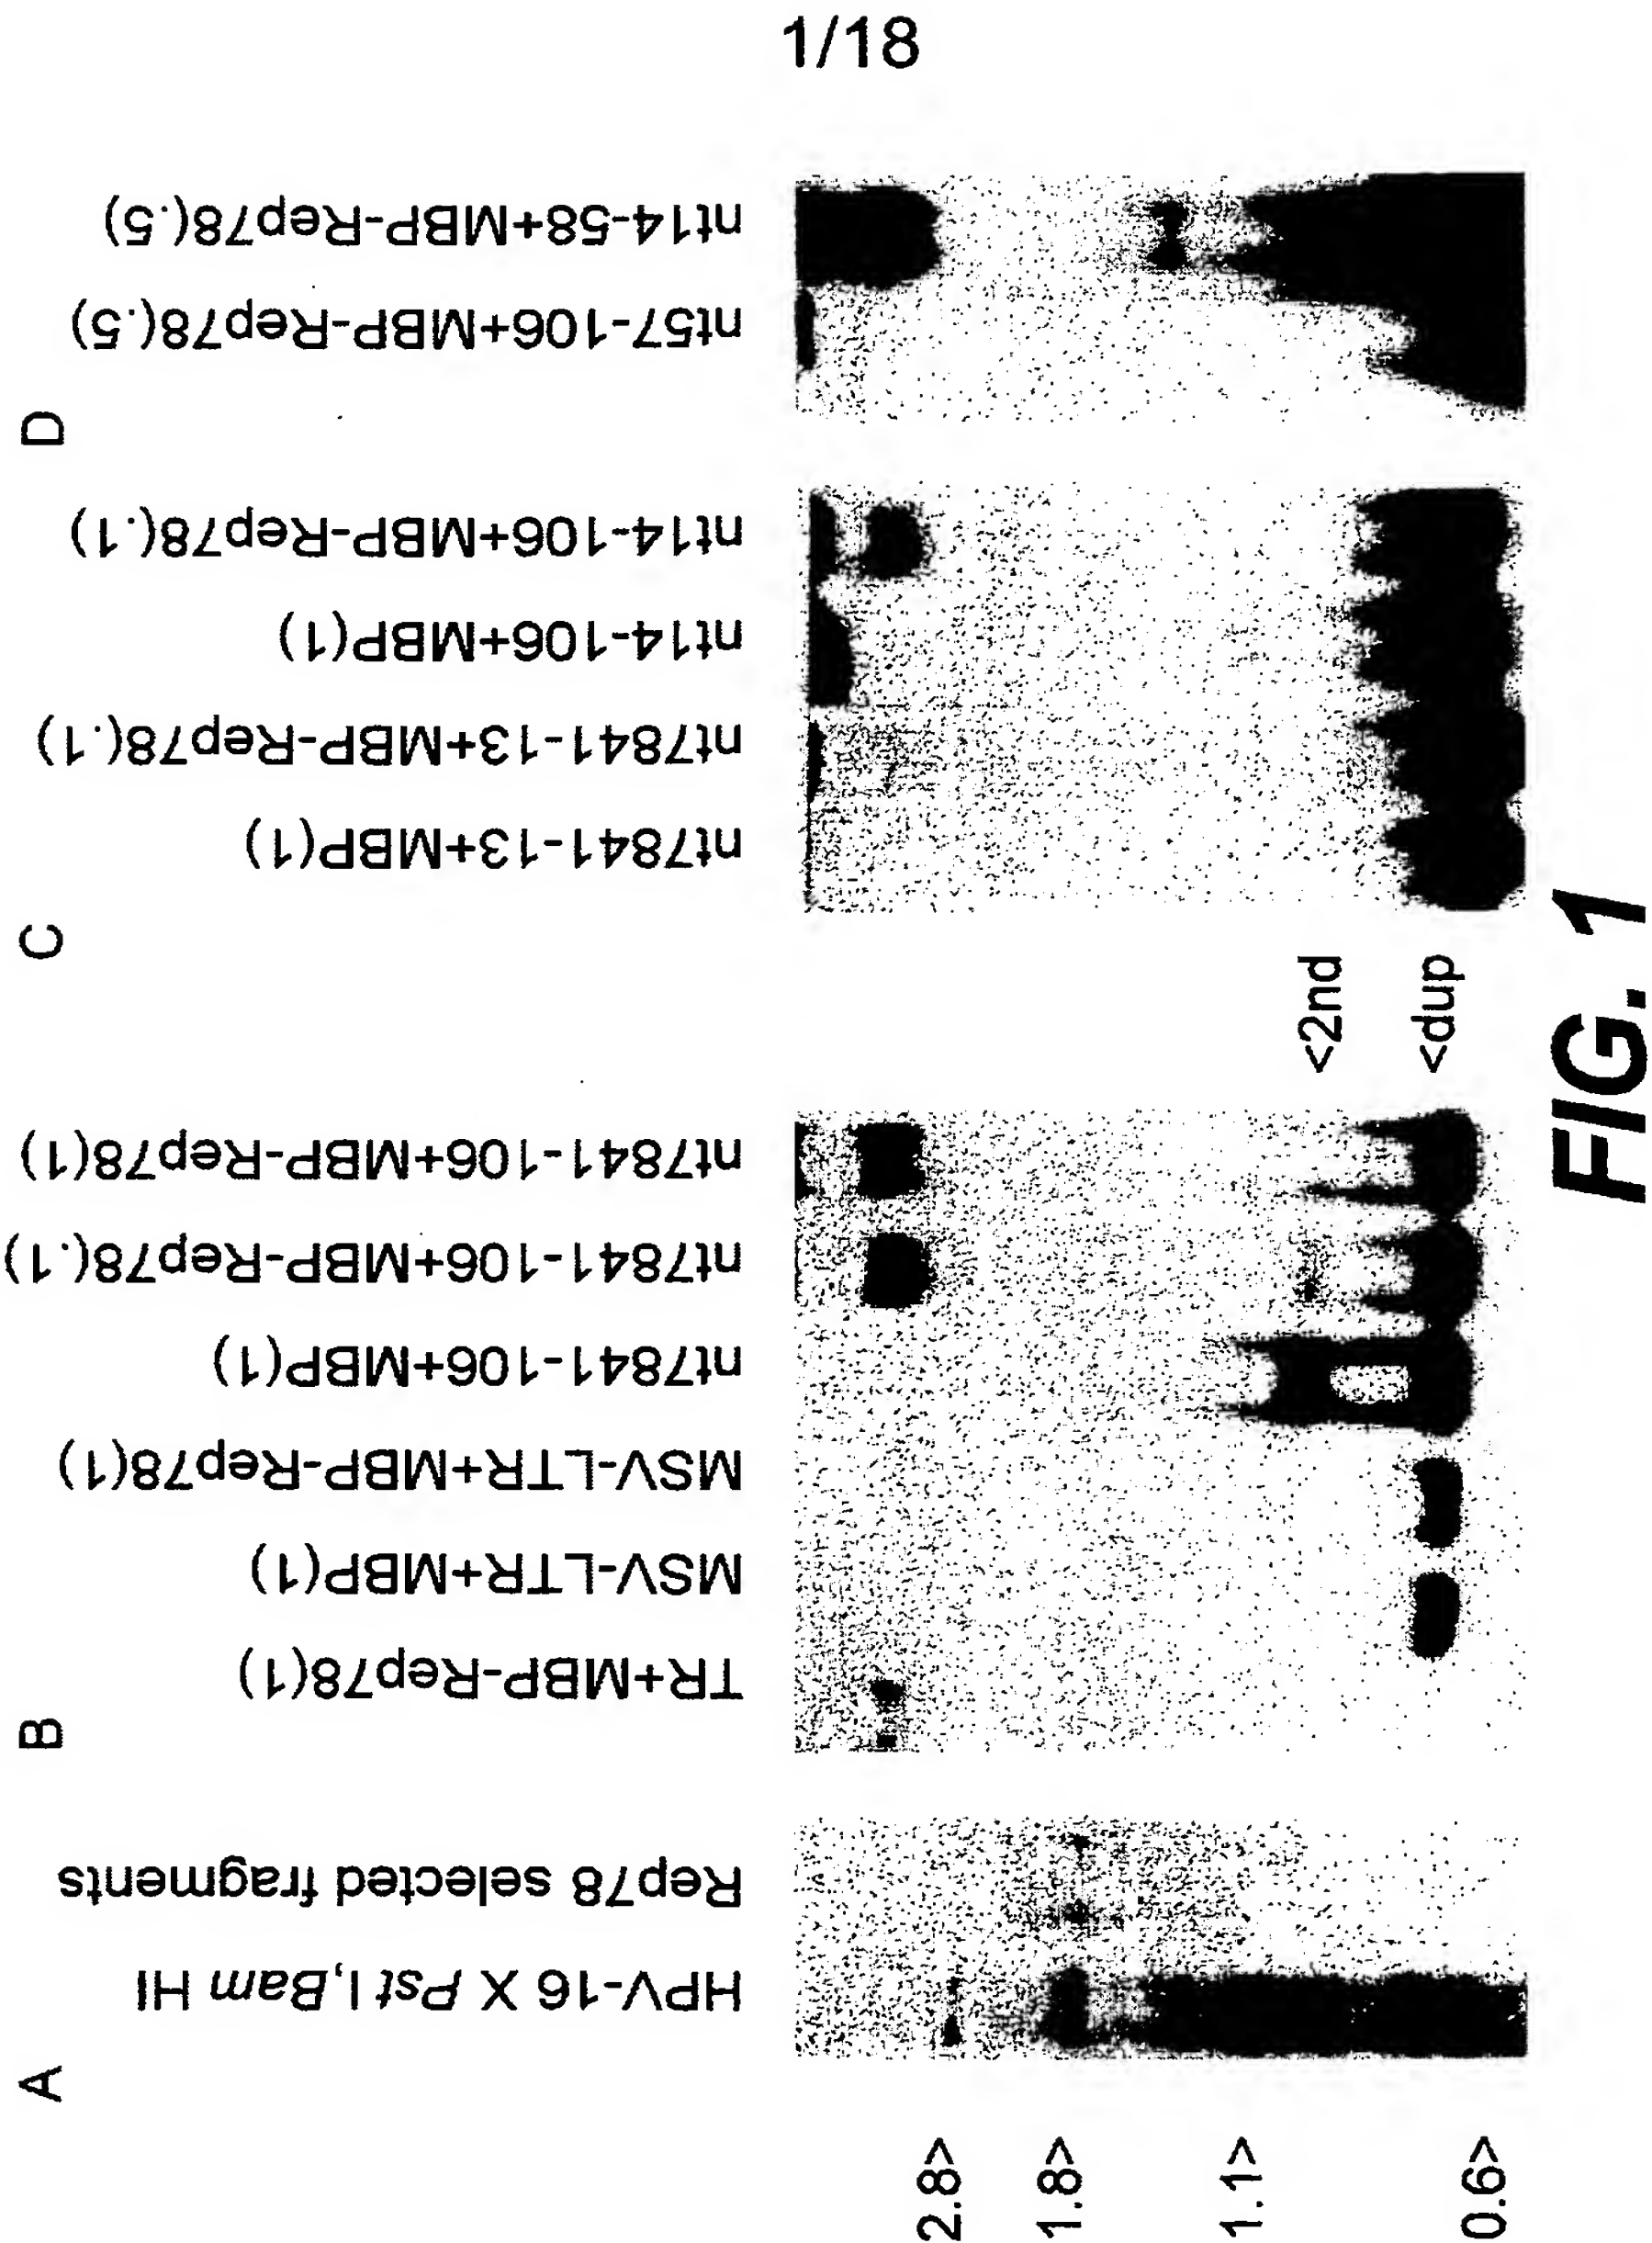 1/18
A
HPV-16 X Pst I,Bam HI
Rep78 selected fragments
B
TR+MBP-Rep78(1)
MSV-LTR+MBP(1)
MSV-LTR+MBP-Rep78(1)
nt7841-106+MBP(1)
nt7841-106+MBP-Rep78(.1)
nt7841-106+MBP-Rep78(1)
C
nt7841-13+MBP(1)
nt7841-13+MBP-Rep78(.1)
nt14-106+MBP(1)
nt14-106+MBP-Rep78(.1)
D
nt57-106+MBP-Rep78(.5)
nt14-58+MBP-Rep78(.5)
2.8>
1.8>
1.1>
0.6>
<2nd
<dup
FIG. 1